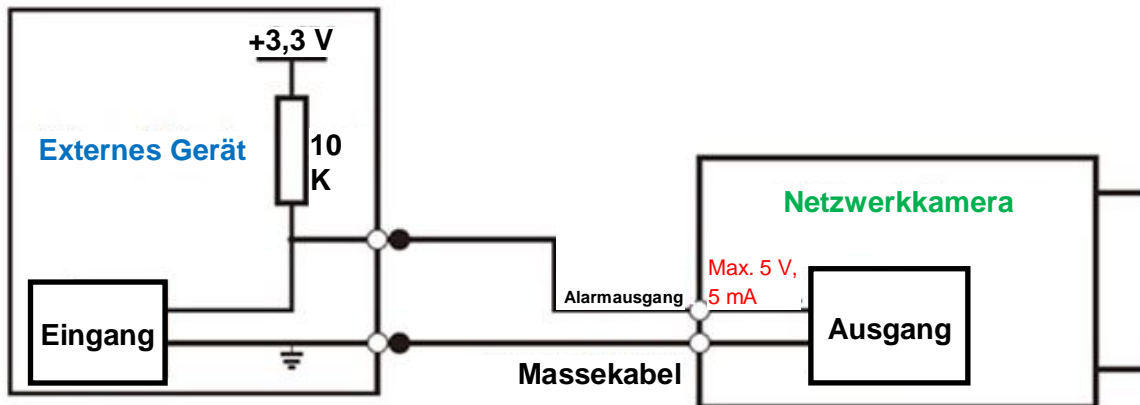 +3,3 V
Externes Gerät
10
K
Netzwerkkamera
Max. 5 V,
5 mA
Alarmausgang
Eingang
Ausgang
Massekabel